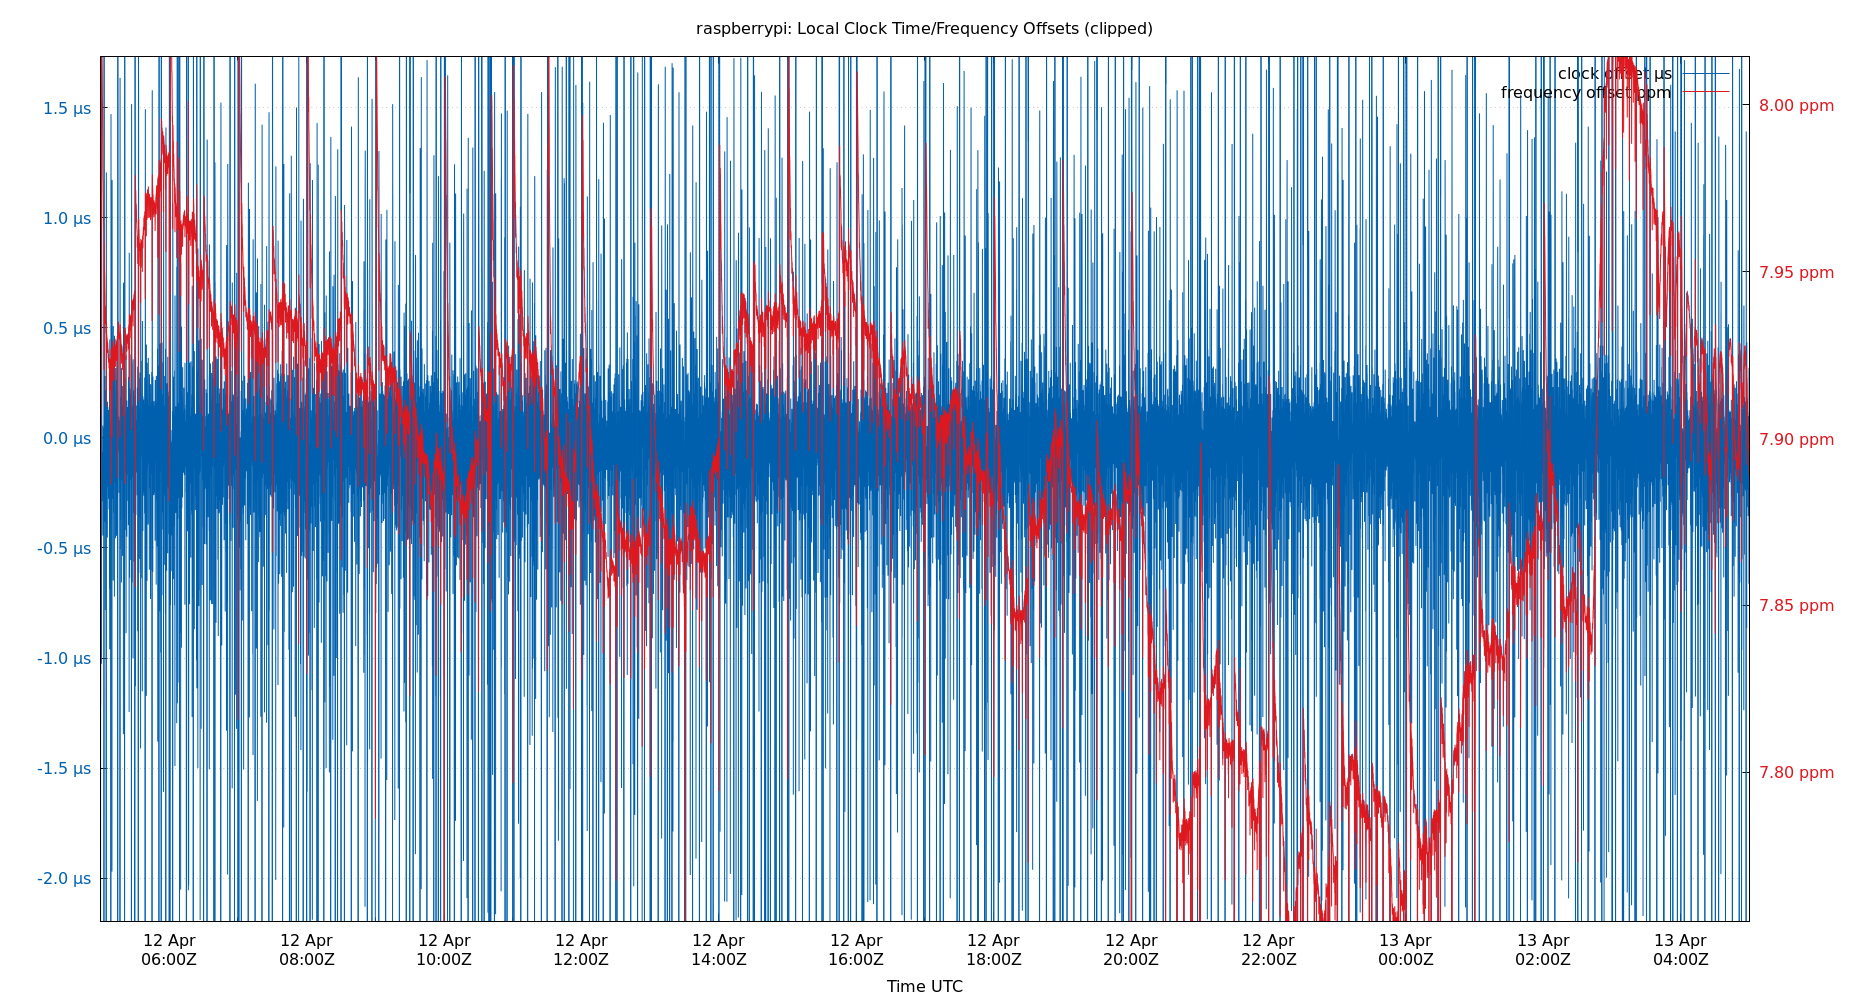 raspberrypi: Local Clock Time/Frequency Offsets (clipped)
clock offset µs
frequency offset ppm
1.5 µs
1.0 µs
0.5 µs
0.0 µs
-0.5 µs
-1.0 µs
-1.5 µs
-2.0 µs
8.00 ppm
7.95 ppm
7.90 ppm
7.85 ppm
7.80 ppm
12 Apr 12 Apr 12 Apr 12 Apr 12 Apr 12 Apr 12 Apr 12 Apr 12 Apr 13 Apr 13 Apr 13 Apr
06:00Z 08:00Z 10:00Z 12:00Z 14:00Z 16:00Z 18:00Z 20:00Z 22:00Z 00:00Z 02:00Z 04:00Z
Time UTC